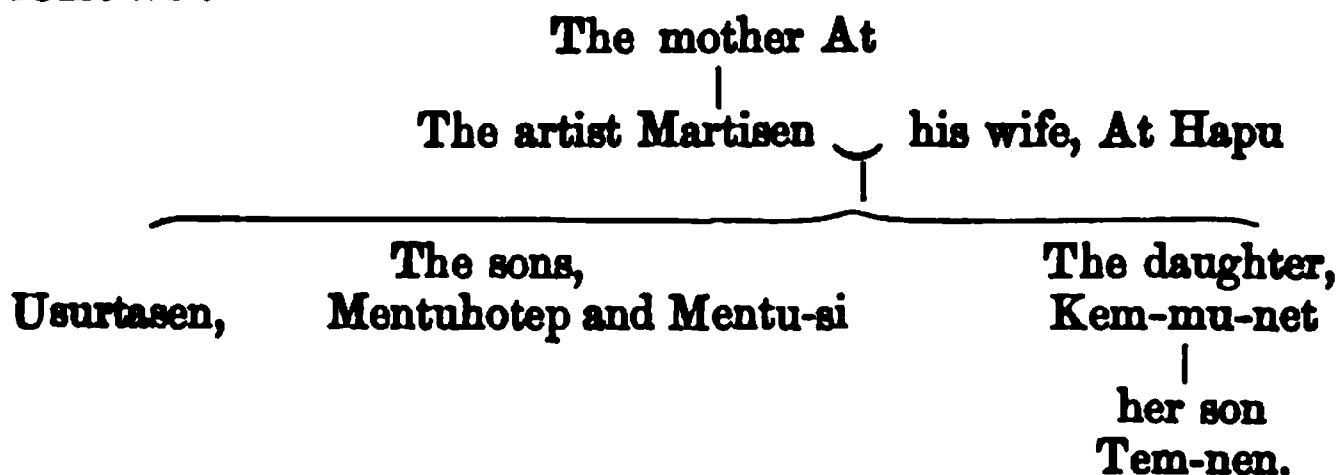 The mother At
The artist Martisen his wife, At Hapu
The sons, The daughter,
Usurtasen, Mentuhotep and Mentu-si Kem-mu-net
her son
Tem-nen.